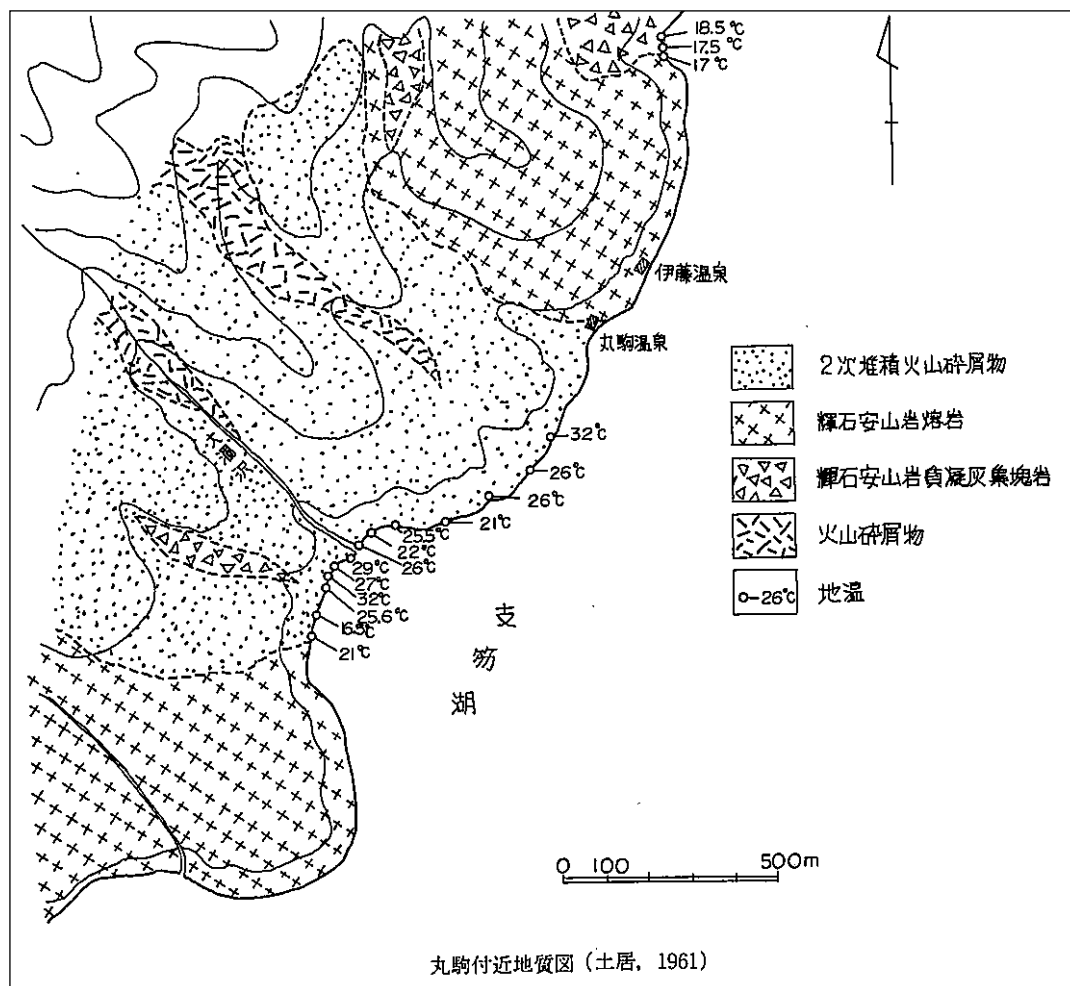 18.5℃
17.5℃
17℃
伊藤温泉
丸駒温泉
32℃
26℃
26℃
21℃
25.5℃
22℃
26℃
29℃
27℃
32℃
25.6℃
16.5℃
21℃
支
笏
湖
2次堆積火山砕屑物
輝石安山岩熔岩
輝石安山岩質凝灰集塊岩
火山砕屑物
26℃ 地温
0 100 500m
丸駒付近地質図(土居,1961)